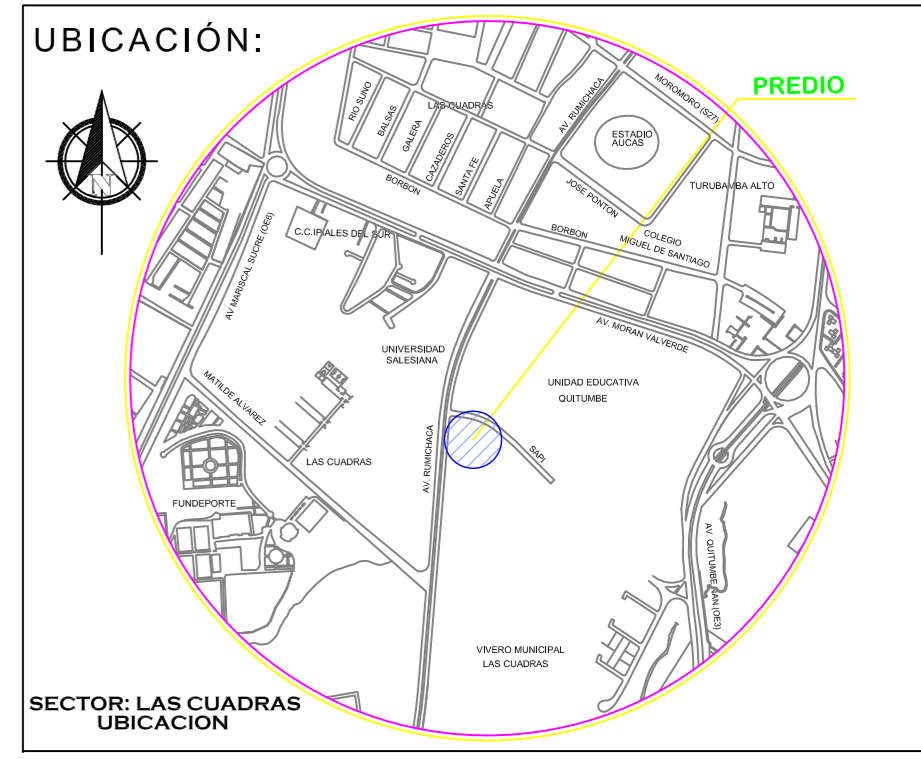 UBICACIÓN:
PREDIO
N
MOROMORO (S27)
RIO SUNO
BALSAS
GALERA
CAZADEROS
SANTA FE
APUELA
LAS CUADRAS
AV. RUMICHACA
ESTADIO
AUCAS
BORBON
JOSE PONTON
TURUBAMBA ALTO
C.C.IPIALES DEL SUR
BORBON
COLEGIO
MIGUEL DE SANTIAGO
AV MARISCAL SUCRE (OE6)
AV. MORAN VALVERDE
UNIVERSIDAD
SALESIANA
UNIDAD EDUCATIVA
QUITUMBE
MATILDE ALVAREZ
AV. RUMICHACA
SAPI
LAS CUADRAS
FUNDEPORTE
AV. QUITUMBE ÑAN (OE3)
VIVERO MUNICIPAL
LAS CUADRAS
SECTOR: LAS CUADRAS
UBICACION